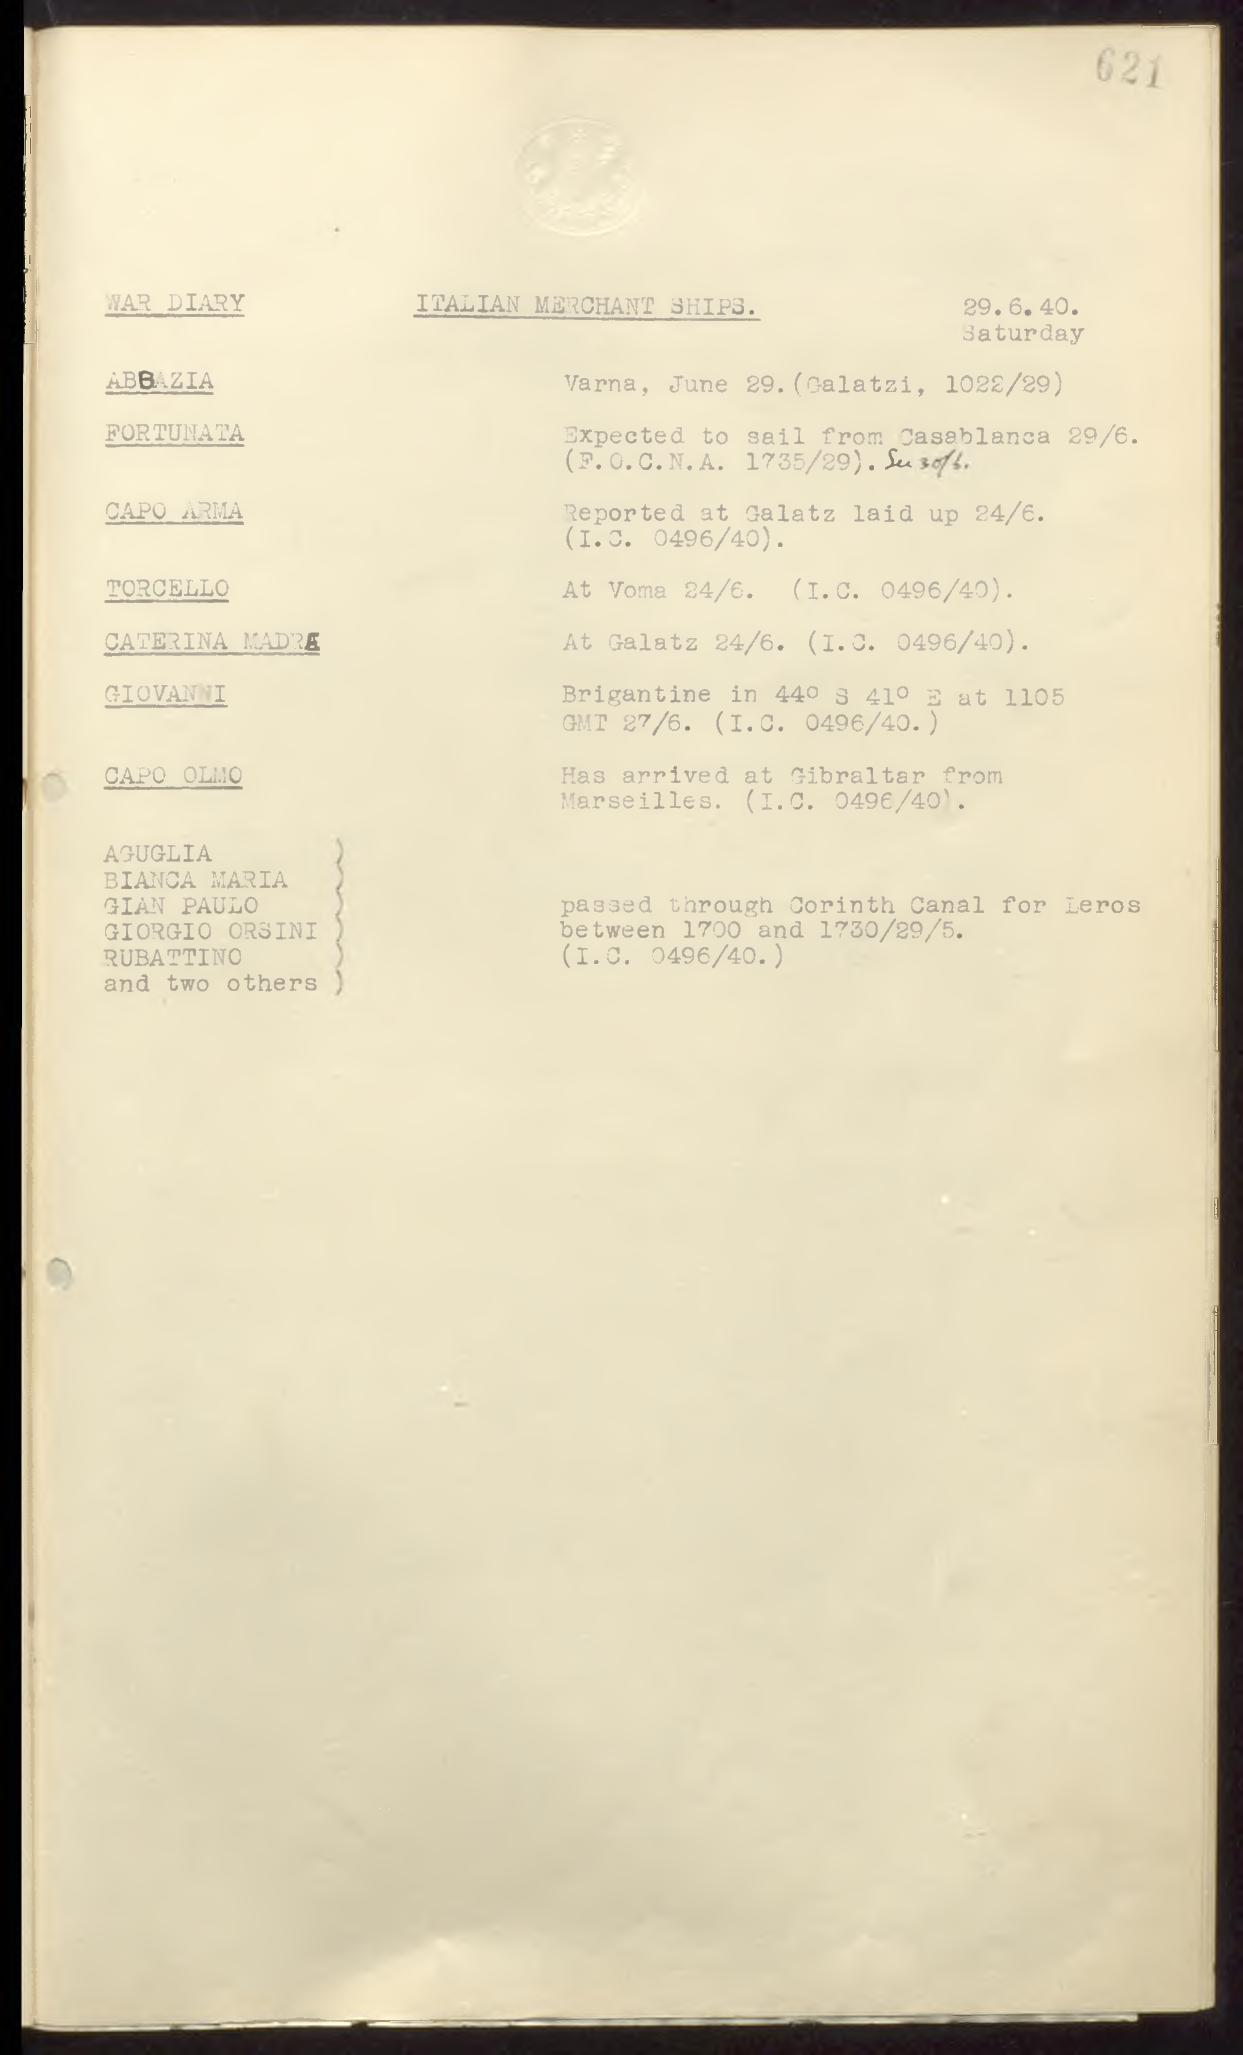 621
WAR DIARY ITALIAN MERCHANT SHIPS. 29.6.40.
Saturday
ABBAZIA Varna, June 29.(Galatzi, 1022/29)
FORTUNATA Expected to sail from Casablanca 29/6.
(F.O.C.N.A. 1735/29). See 30/6.
CAPO ARMA Reported at Galatz laid up 24/6.
(I.C. 0496/40).
TORCELLO At Voma 24/6. (I.C. 0496/40).
CATERINA MADRE At Galatz 24/6. (I.C. 0496/40).
GIOVANNI Brigantine in 44º S 41º E at 1105
GMT 27/6. (I.C. 0496/40.)
CAPO OLMO Has arrived at Gibraltar from
Marseilles. (I.C. 0496/40).
AGUGLIA )
BIANCA MARIA )
GIAN PAULO ) passed through Corinth Canal for Leros
GIORGIO ORSINI ) between 1700 and 1730/29/5.
RUBATTINO ) (I.C. 0496/40.)
and two others )